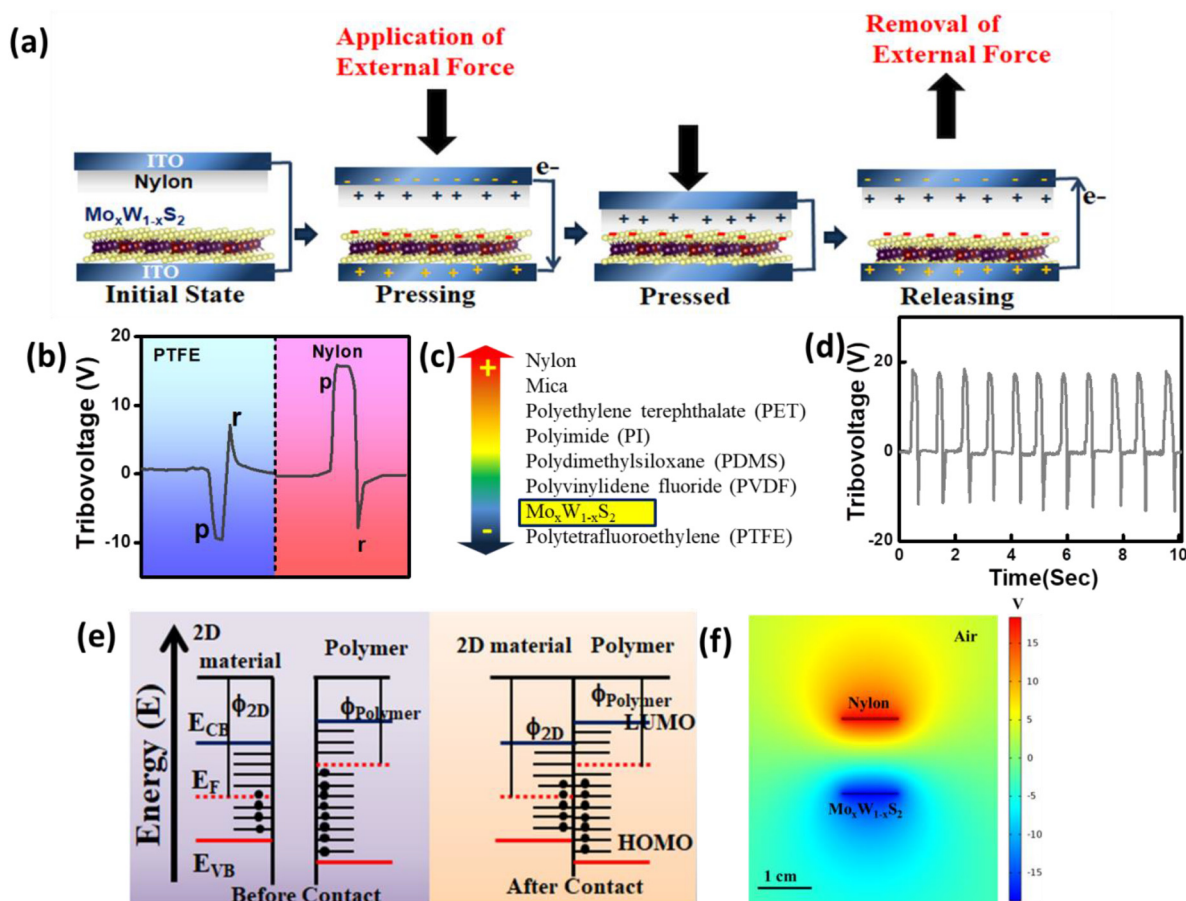 (a)
Application of
External Force
Removal of
External Force
ITO
Nylon
MoxW1-xS2
ITO
Initial State
e-
Pressing
Pressed
e-
Releasing
(b)
Tribovoltage (V)
20
10
0
-10
PTFE
p
r
Nylon
p
r
(c)
+
-
Nylon
Mica
Polyethylene terephthalate (PET)
Polyimide (PI)
Polydimethylsiloxane (PDMS)
Polyvinylidene fluoride (PVDF)
MoxW1-xS2
Polytetrafluoroethylene (PTFE)
(d)
Tribovoltage (V)
20
0
-20
0 2 4 6 8 10
Time(Sec)
(e)
Energy (E)
2D
material
Polymer
ϕ2D
ϕPolymer
ECB
EF
EVB
Before Contact
2D material
Polymer
ϕPolymer
LUMO
ϕ2D
HOMO
After Contact
(f)
V
Air
Nylon
MoxW1-xS2
1 cm
15
10
5
0
-5
-10
-15